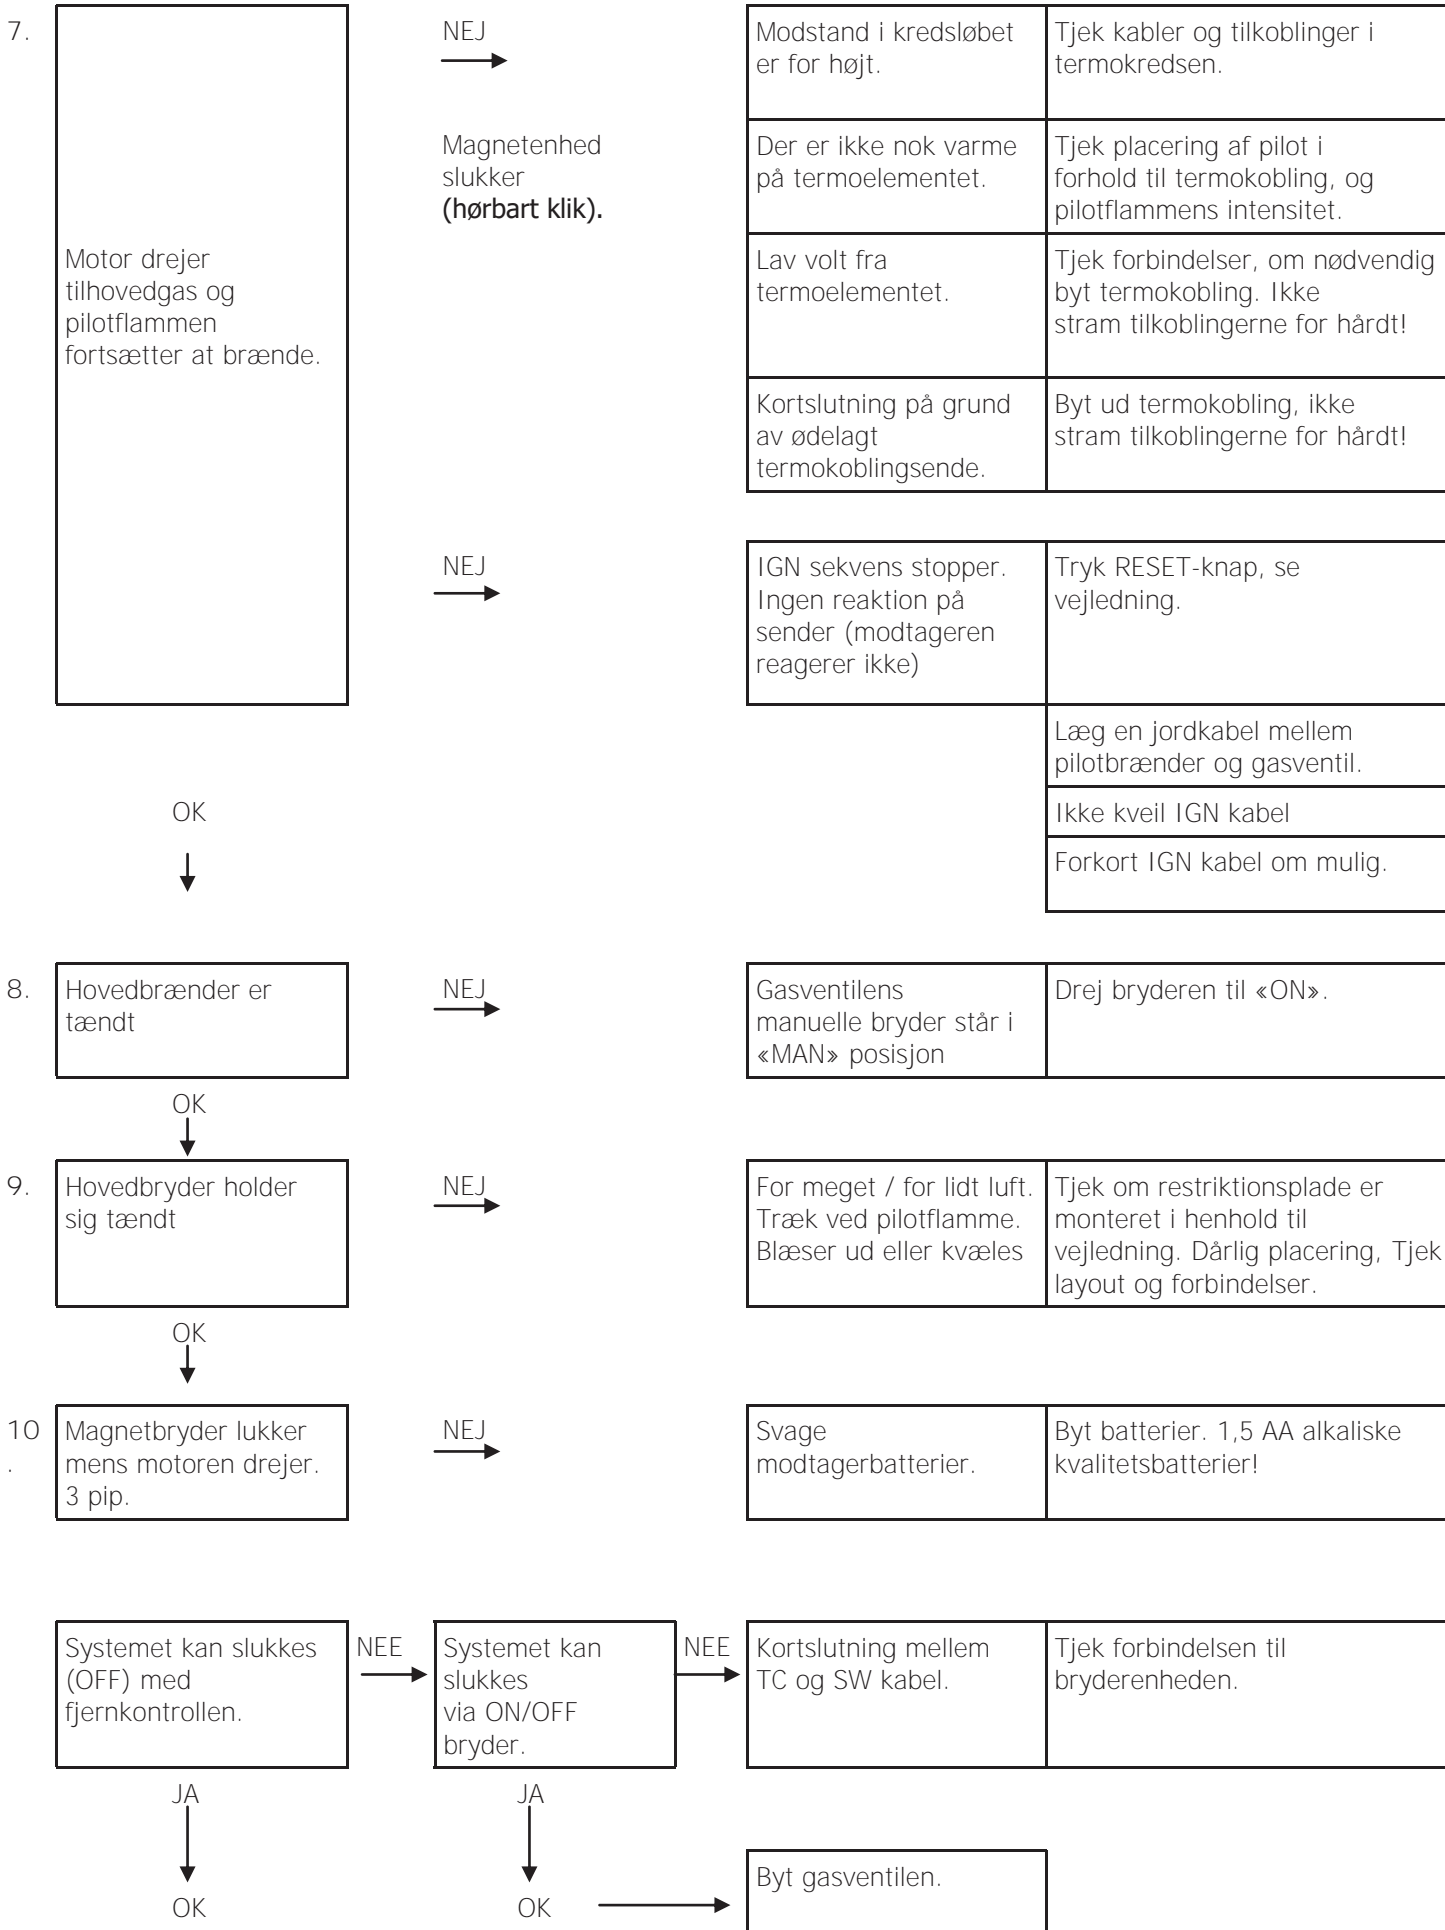 7.
Motor drejer
tilhovedgas og
pilotflammen
fortsætter at brænde.
NEJ
Magnetenhed
slukker
(hørbart klik).
Modstand i kredsløbet
er for højt.
Tjek kabler og tilkoblinger i
termokredsen.
Der er ikke nok varme
på termoelementet.
Tjek placering af pilot i
forhold til termokobling, og
pilotflammens intensitet.
Lav volt fra
termoelementet.
Tjek forbindelser, om nødvendig
byt termokobling. Ikke
stram tilkoblingerne for hårdt!
Kortslutning på grund
av ødelagt
termokoblingsende.
Byt ud termokobling, ikke
stram tilkoblingerne for hårdt!
NEJ
IGN sekvens stopper.
Ingen reaktion på
sender (modtageren
reagerer ikke)
Tryk RESET-knap, se
vejledning.
Læg en jordkabel mellem
pilotbrænder og gasventil.
Ikke kveil IGN kabel
Forkort IGN kabel om mulig.
OK
8.
Hovedbrænder er
tændt
NEJ
Gasventilens
manuelle bryder står i
«MAN» posisjon
Drej bryderen til «ON».
OK
9.
Hovedbryder holder
sig tændt
NEJ
For meget / for lidt luft.
Træk ved pilotflamme.
Blæser ud eller kvæles
Tjek om restriktionsplade er
monteret i henhold til
vejledning. Dårlig placering, Tjek
layout og forbindelser.
OK
10
.
Magnetbryder lukker
mens motoren drejer.
3 pip.
NEJ
Svage
modtagerbatterier.
Byt batterier. 1,5 AA alkaliske
kvalitetsbatterier!
Systemet kan slukkes
(OFF) med
fjernkontrollen.
NEE
Systemet kan
slukkes
via ON/OFF
bryder.
NEE
Kortslutning mellem
TC og SW kabel.
Tjek forbindelsen til
bryderenheden.
JA
JA
OK
OK
Byt gasventilen.